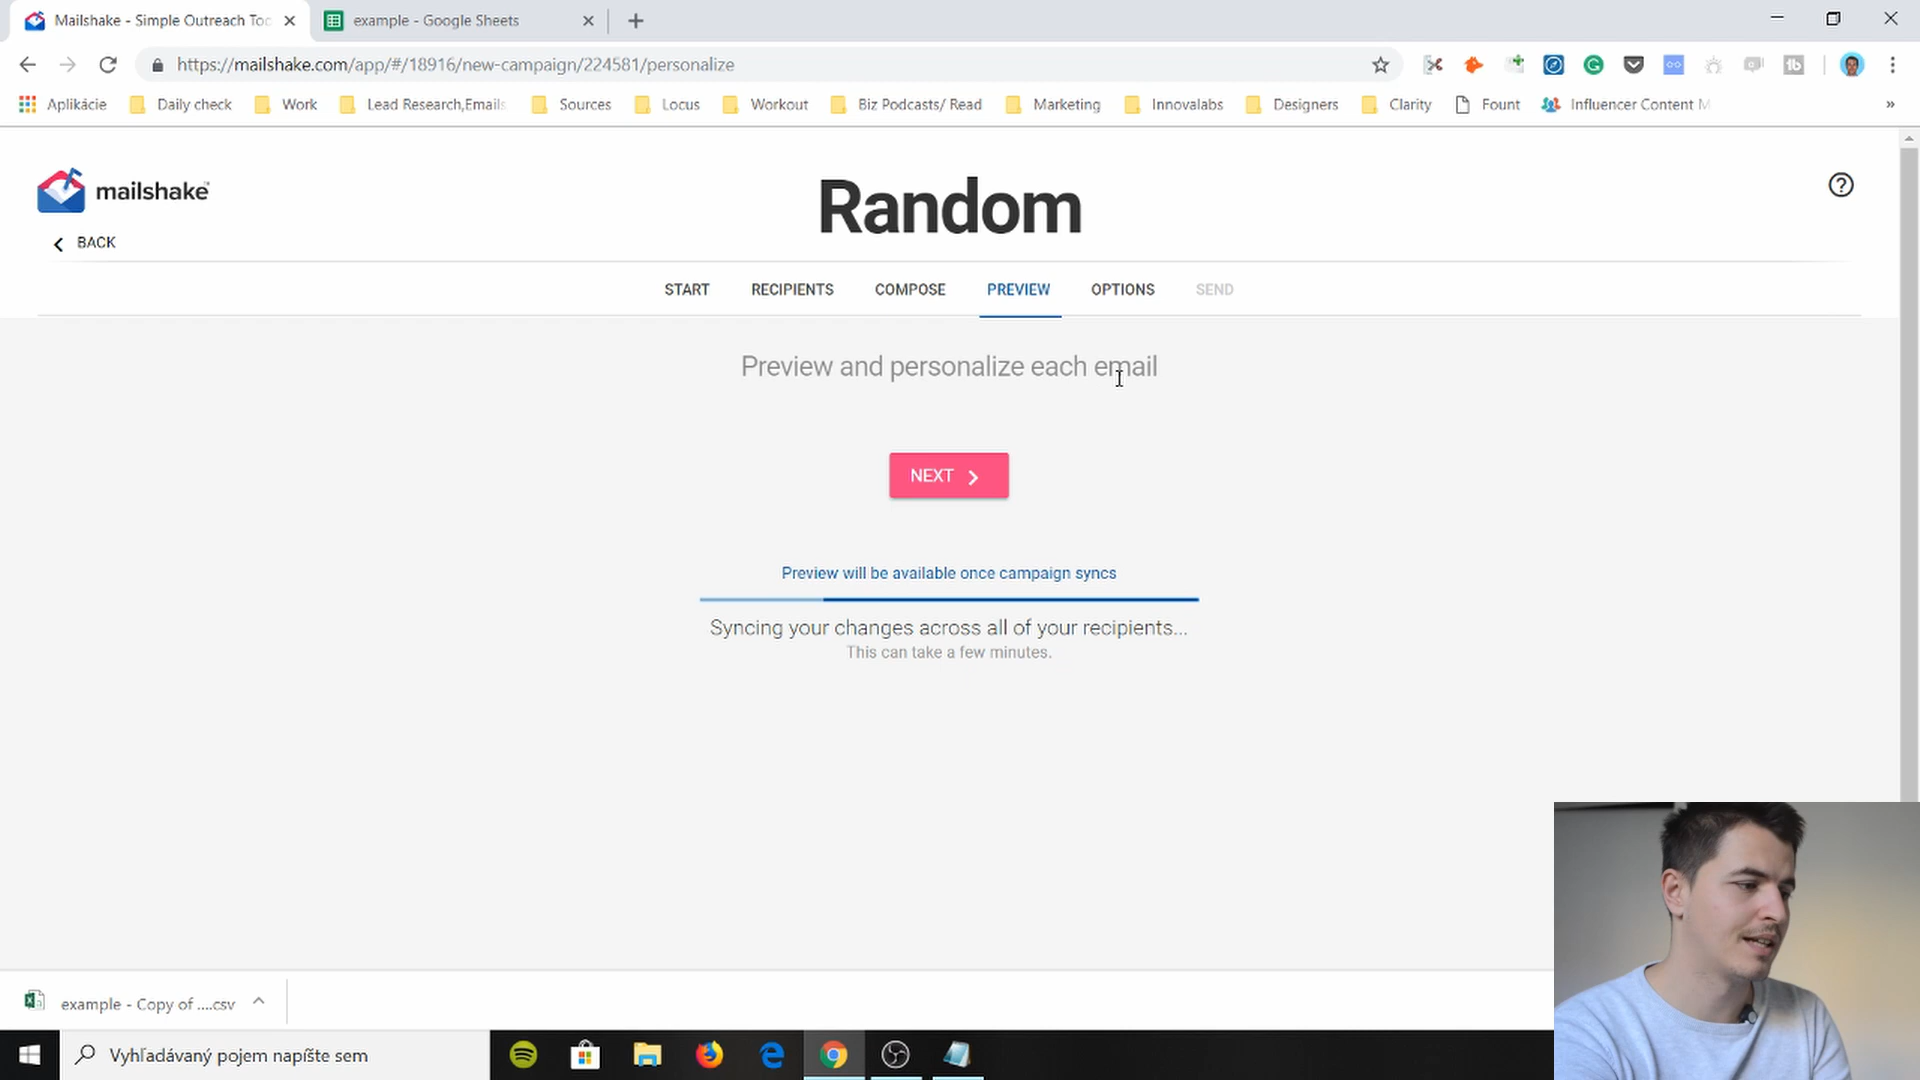 Mailshake - Simple Outreach Too
example - Google Sheets
https://mailshake.com/app/#/18916/new-campaign/224581/personalize
Aplikácie
Daily check
Work
Lead Research,Emails
Sources
Locus
Workout
Biz Podcasts/ Read
Marketing
Innovalabs
Designers
Clarity
Fount
Influencer Content M
mailshake
Random
BACK
START
RECIPIENTS
COMPOSE
PREVIEW
OPTIONS
SEND
Preview and personalize each email
NEXT
Preview will be available once campaign syncs
Syncing your changes across all of your recipients...
This can take a few minutes.
example - Copy of ....csv
Vyhľadávaný pojem napíšte sem